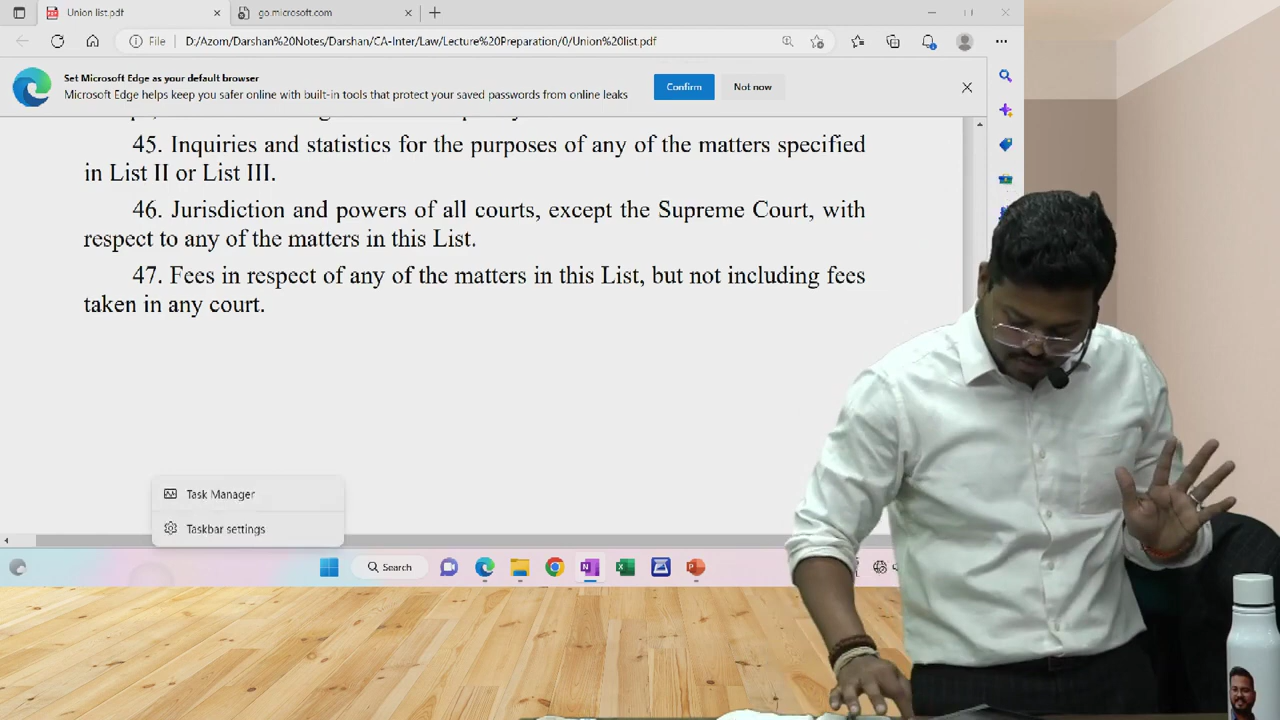 Union list.pdf
go.microsoft.com
File
D:/Azom/Darshan%20Notes/Darshan/CA-Inter/Law/Lecture%20Preparation/0/Union%20list.pdf
Set Microsoft Edge as your default browser
Microsoft Edge helps keep you safer online with built-in tools that protect your saved passwords from online leaks
Confirm
Not now
45. Inquiries and statistics for the purposes of any of the matters specified
in List II or List III.
46. Jurisdiction and powers of all courts, except the Supreme Court, with
respect to any of the matters in this List.
47. Fees in respect of any of the matters in this List, but not including fees
taken in any court.
Task Manager
Taskbar settings
Search